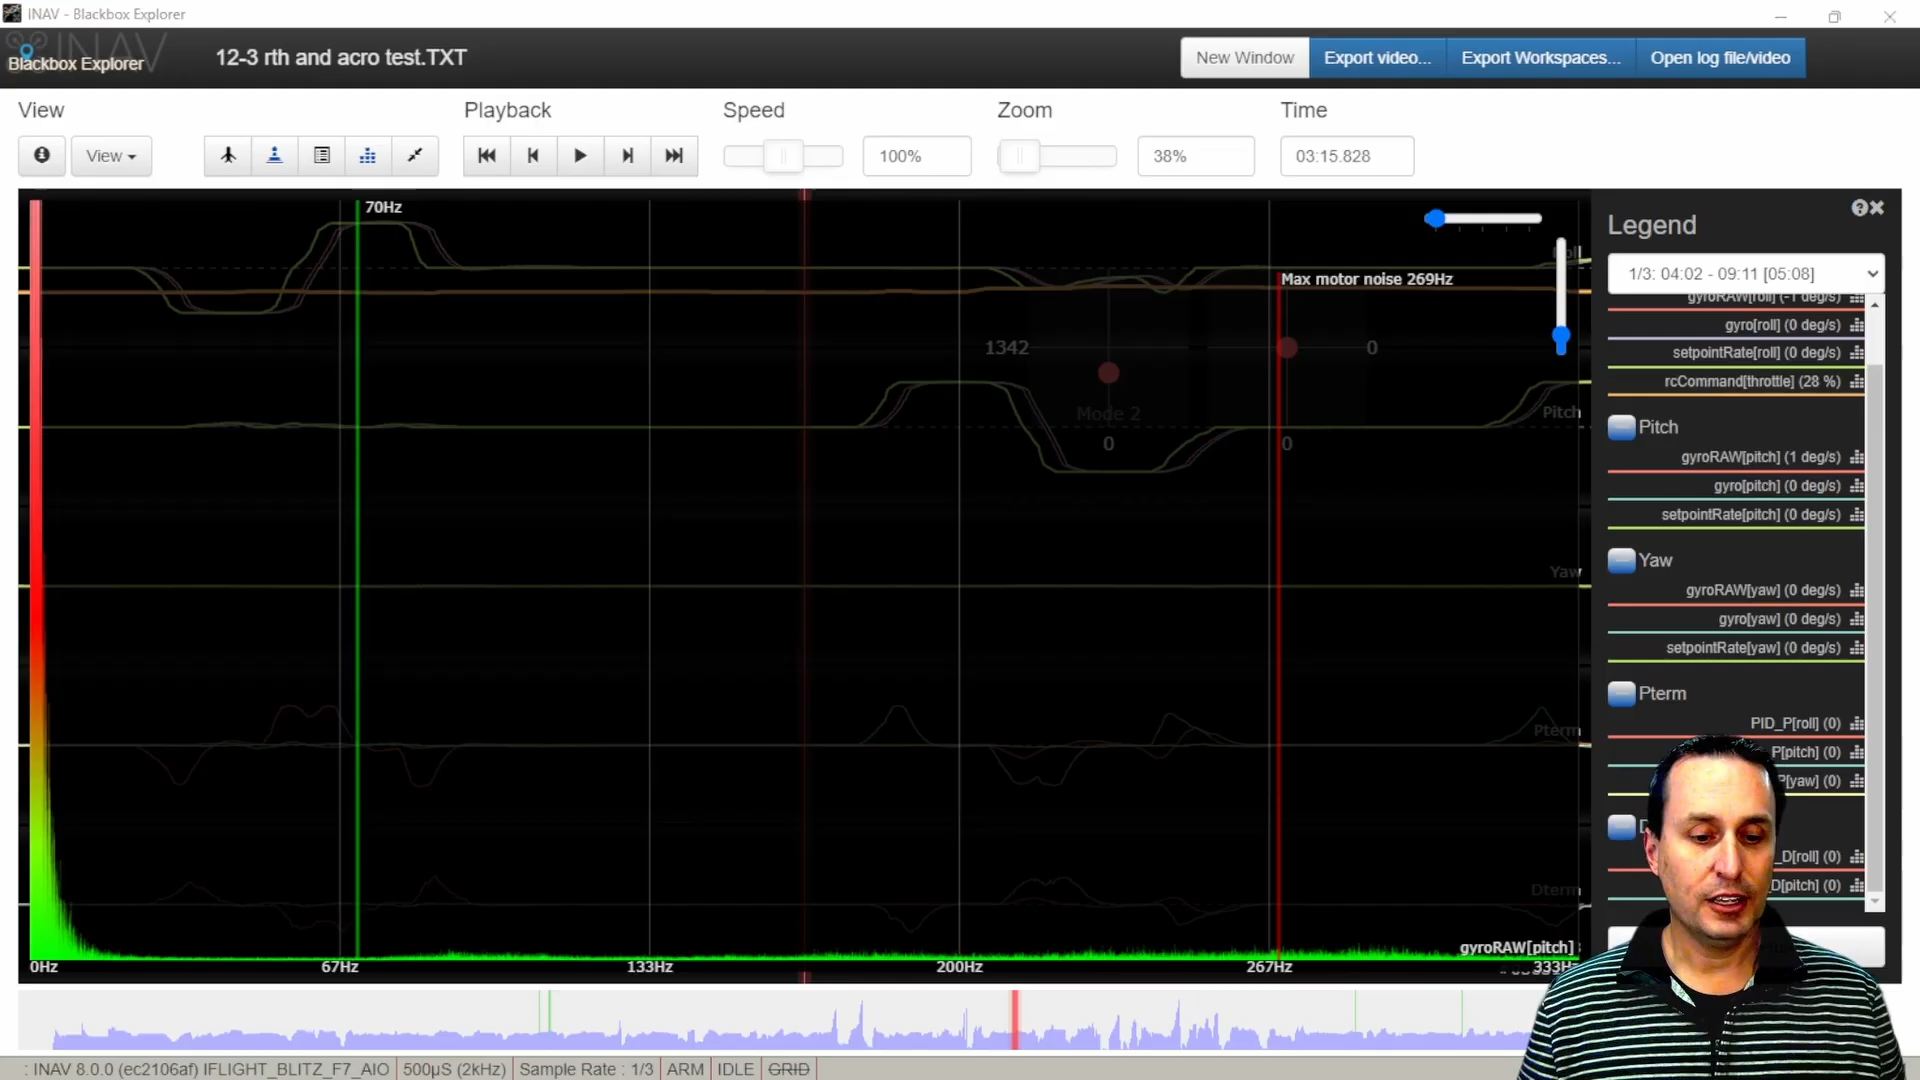 INAV - Blackbox Explorer
INAV
Blackbox Explorer
12-3 rth and acro test.TXT
New Window
Export video...
Export Workspaces...
Open log file/video
View
Playback
Speed
Zoom
Time
View
100%
38%
03:15.828
70Hz
Max motor noise 269Hz
1342
0
Mode 2
0
0
Pitch
Yaw
Pterm
Dterm
gyroRAW[pitch]
0Hz
67Hz
133Hz
200Hz
267Hz
333Hz
Legend
1/3: 04:02 - 09:11 [05:08]
gyroRAW[roll] (-1 deg/s)
gyro[roll] (0 deg/s)
setpointRate[roll] (0 deg/s)
rcCommand[throttle] (28 %)
Pitch
gyroRAW[pitch] (1 deg/s)
gyro[pitch] (0 deg/s)
setpointRate[pitch] (0 deg/s)
Yaw
gyroRAW[yaw] (0 deg/s)
gyro[yaw] (0 deg/s)
setpointRate[yaw] (0 deg/s)
Pterm
PID_P[roll] (0)
P[pitch] (0)
P[yaw] (0)
_D[roll] (0)
D[pitch] (0)
: INAV 8.0.0 (ec2106af) IFLIGHT_BLITZ_F7_AIO
500µS (2kHz)
Sample Rate : 1/3
ARM
IDLE
GRID